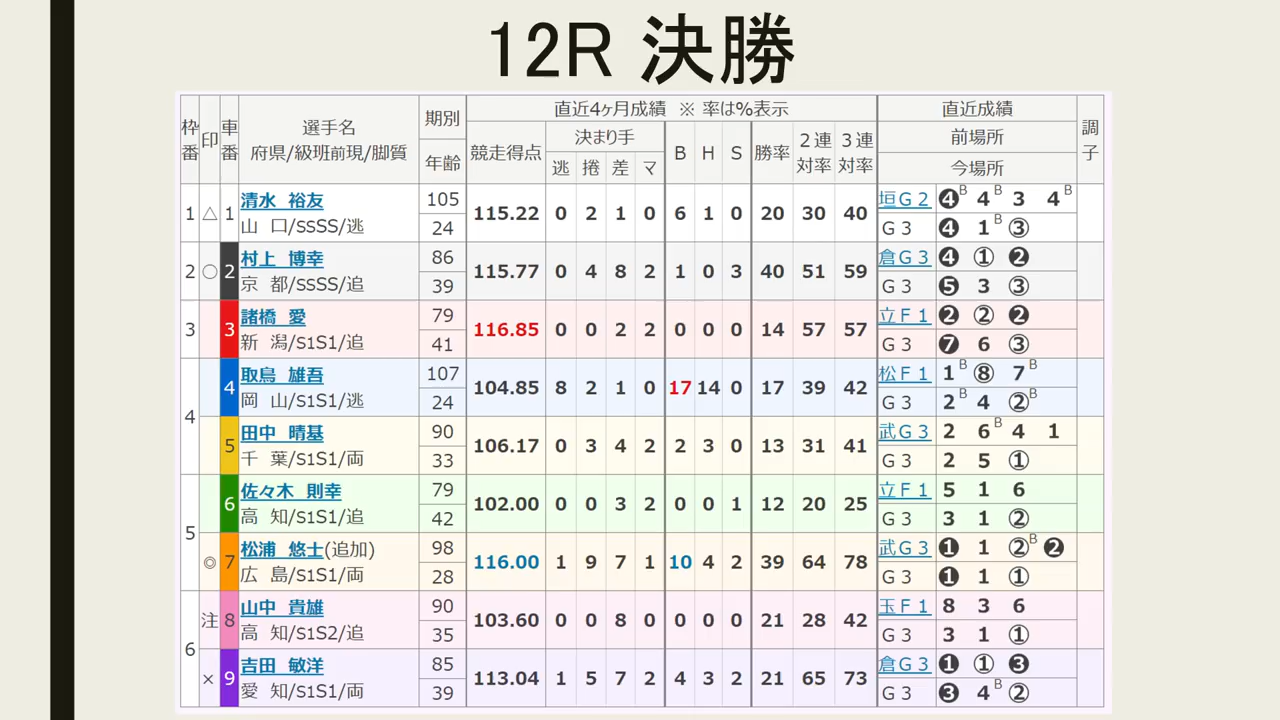 12R 決勝
枠番 印 車番 選手名 府県/級班前現/脚質 期別 年齢 競走得点 直近4ヶ月成績 ※ 率は%表示 直近成績 調子
決まり手 B H S 勝率 2連対率 3連対率 前場所
逃 捲 差 マ 今場所
1 △ 1 清水 裕友 105 115.22 0 2 1 0 6 1 0 20 30 40 垣G2 ❹B 4B 3 4B
山 口/SSSS/逃 24 G3 ❹ 1B ③
2 ○ 2 村上 博幸 86 115.77 0 4 8 2 1 0 3 40 51 59 倉G3 ❹ ① ❷
京 都/SSSS/追 39 G3 ❺ 3 ③
3 3 諸橋 愛 79 116.85 0 0 2 2 0 0 0 14 57 57 立F1 ❷ ② ❷
新 潟/S1S1/追 41 G3 ❼ 6 ③
4 4 取鳥 雄吾 107 104.85 8 2 1 0 17 14 0 17 39 42 松F1 1B ⑧ 7B
岡 山/S1S1/逃 24 G3 2B 4 ②B
5 田中 晴基 90 106.17 0 3 4 2 2 3 0 13 31 41 武G3 2 6B 4 1
千 葉/S1S1/両 33 G3 2 5 ①
5 6 佐々木 則幸 79 102.00 0 0 3 2 0 0 1 12 20 25 立F1 5 1 6
高 知/S1S1/追 42 G3 3 1 ②
◎ 7 松浦 悠士(追加) 98 116.00 1 9 7 1 10 4 2 39 64 78 武G3 ❶ 1 ②B ❷
広 島/S1S1/両 28 G3 ❶ 1 ①
6 注 8 山中 貴雄 90 103.60 0 0 8 0 0 0 0 21 28 42 玉F1 8 3 6
高 知/S1S2/追 35 G3 3 1 ①
× 9 吉田 敏洋 85 113.04 1 5 7 2 4 3 2 21 65 73 倉G3 ❶ ① ❸
愛 知/S1S1/両 39 G3 ❸ 4B ②